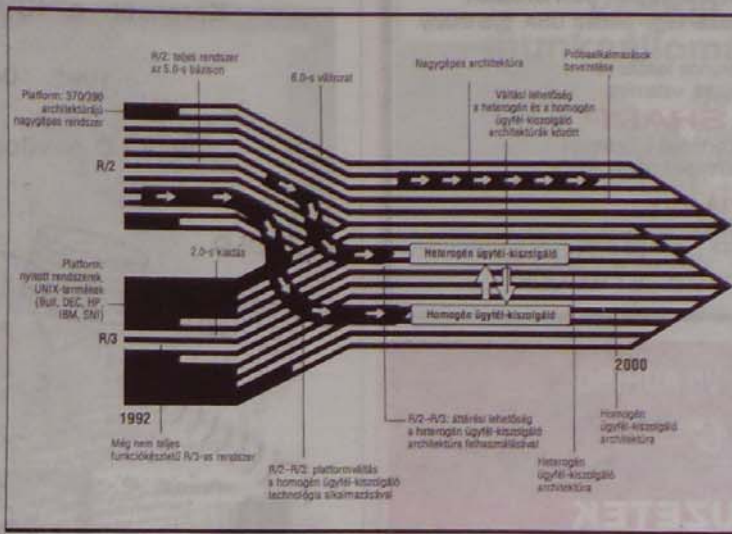 R/2: teljes rendszer
az 5.0-s bázison
6.0-s változat
Nagygépes architektúra
Próbaalkalmazások
bevezetése
Platform: 370/390
architektúrájú
nagygépes rendszer
Váltási lehetőség
a heterogén és a homogén
ügyfél-kiszolgáló
architektúrák között
R/2
2.0-s kiadás
Platform:
nyitott rendszerek,
UNIX-termékek
(Bull, DEC, HP,
IBM, SNI)
Heterogén ügyfél-kiszolgáló
Homogén ügyfél-kiszolgáló
R/3
2000
1992
Még nem teljes
funkciókészletű R/3-as rendszer
R/2–R/3: platformváltás
a homogén ügyfél-kiszolgáló
technológia alkalmazásával
R/2–R/3: áttérési lehetőség
a heterogén ügyfél-kiszolgáló
architektúra felhasználásával
Heterogén
ügyfél-kiszolgáló
architektúra
Homogén
ügyfél-kiszolgáló
architektúra